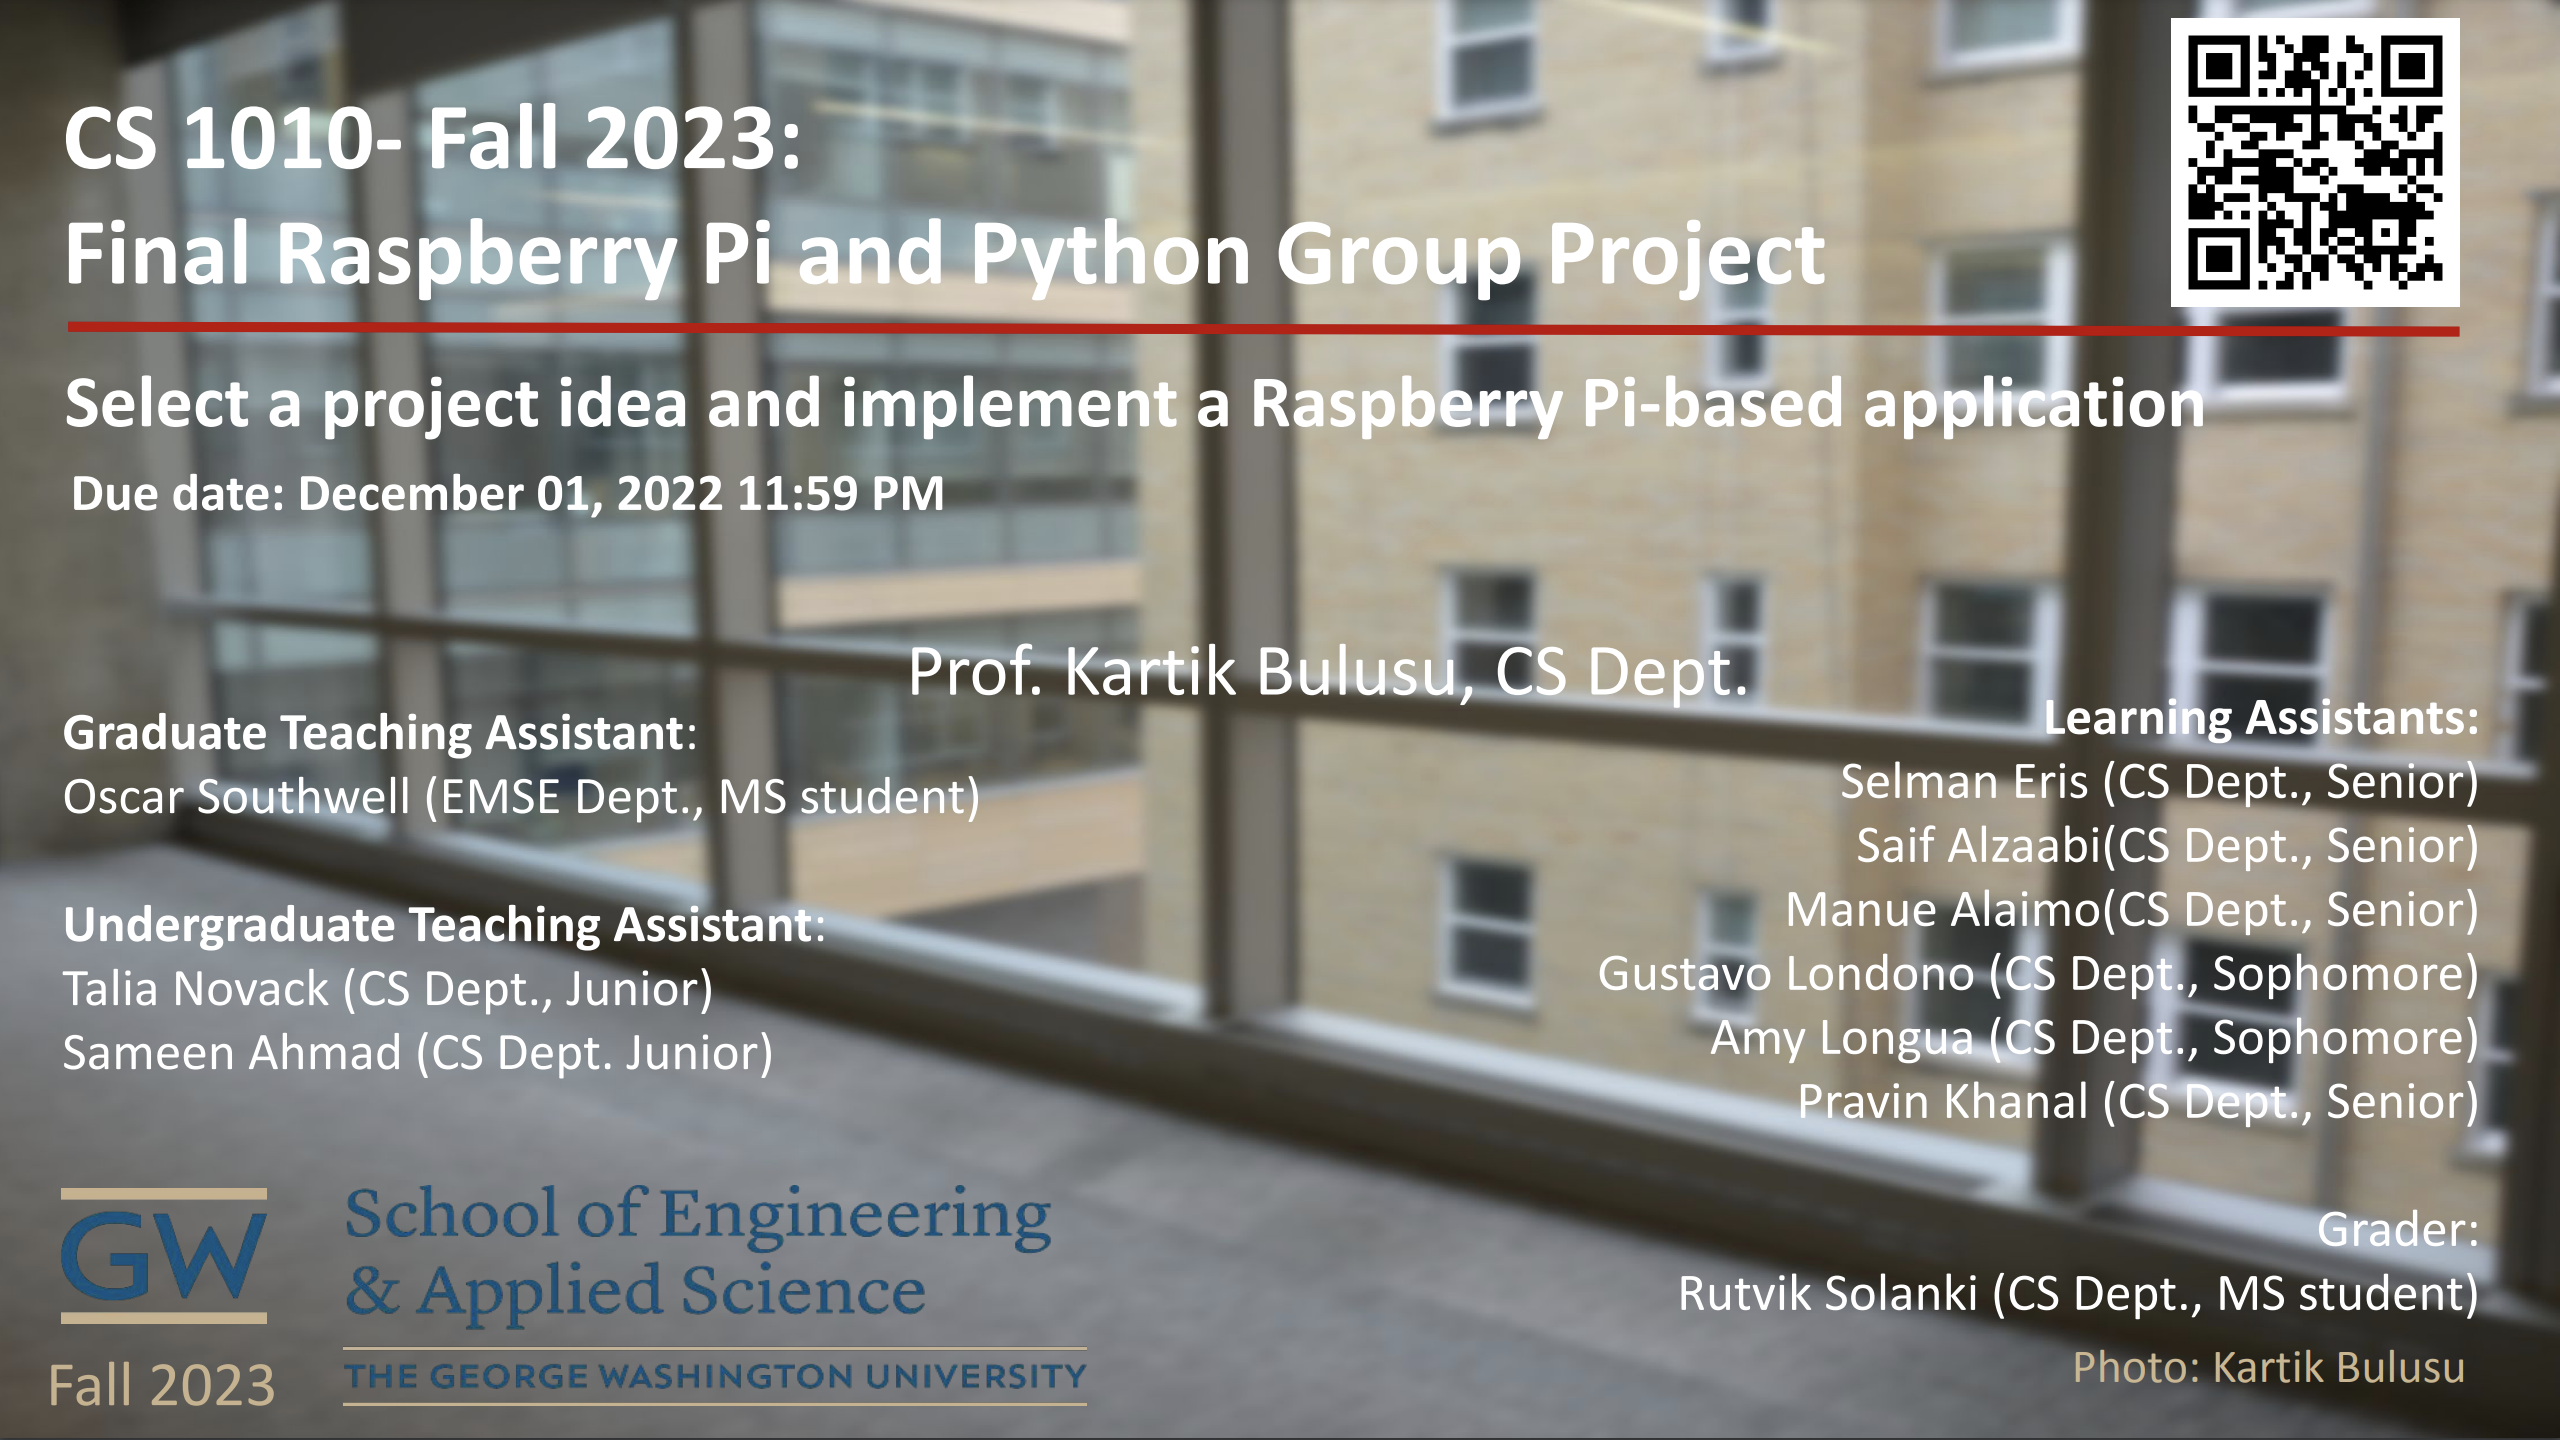 CS 1010- Fall 2023:
Final Raspberry Pi and Python Group Project
Select a project idea and implement a Raspberry Pi-based application
Due date: December 01, 2022 11:59 PM
Prof. Kartik Bulusu, CS Dept.
Graduate Teaching Assistant:
Oscar Southwell (EMSE Dept., MS student)
Undergraduate Teaching Assistant:
Talia Novack (CS Dept., Junior)
Sameen Ahmad (CS Dept. Junior)
Learning Assistants:
Selman Eris (CS Dept., Senior)
Saif Alzaabi(CS Dept., Senior)
Manue Alaimo(CS Dept., Senior)
Gustavo Londono (CS Dept., Sophomore)
Amy Longua (CS Dept., Sophomore)
Pravin Khanal (CS Dept., Senior)
Grader:
Rutvik Solanki (CS Dept., MS student)
Photo: Kartik Bulusu
GW
Fall 2023
School of Engineering
& Applied Science
THE GEORGE WASHINGTON UNIVERSITY